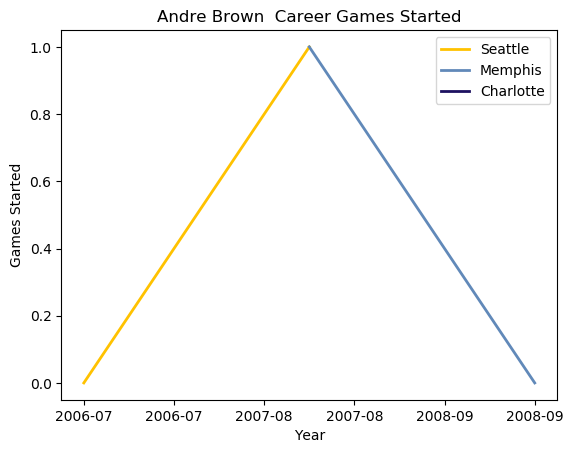 Andre Brown  Career Games Started
Seattle
Memphis
Charlotte
Games Started
1.0
0.8
0.6
0.4
0.2
0.0
2006-07 2006-07 2007-08 2007-08 2008-09 2008-09
Year